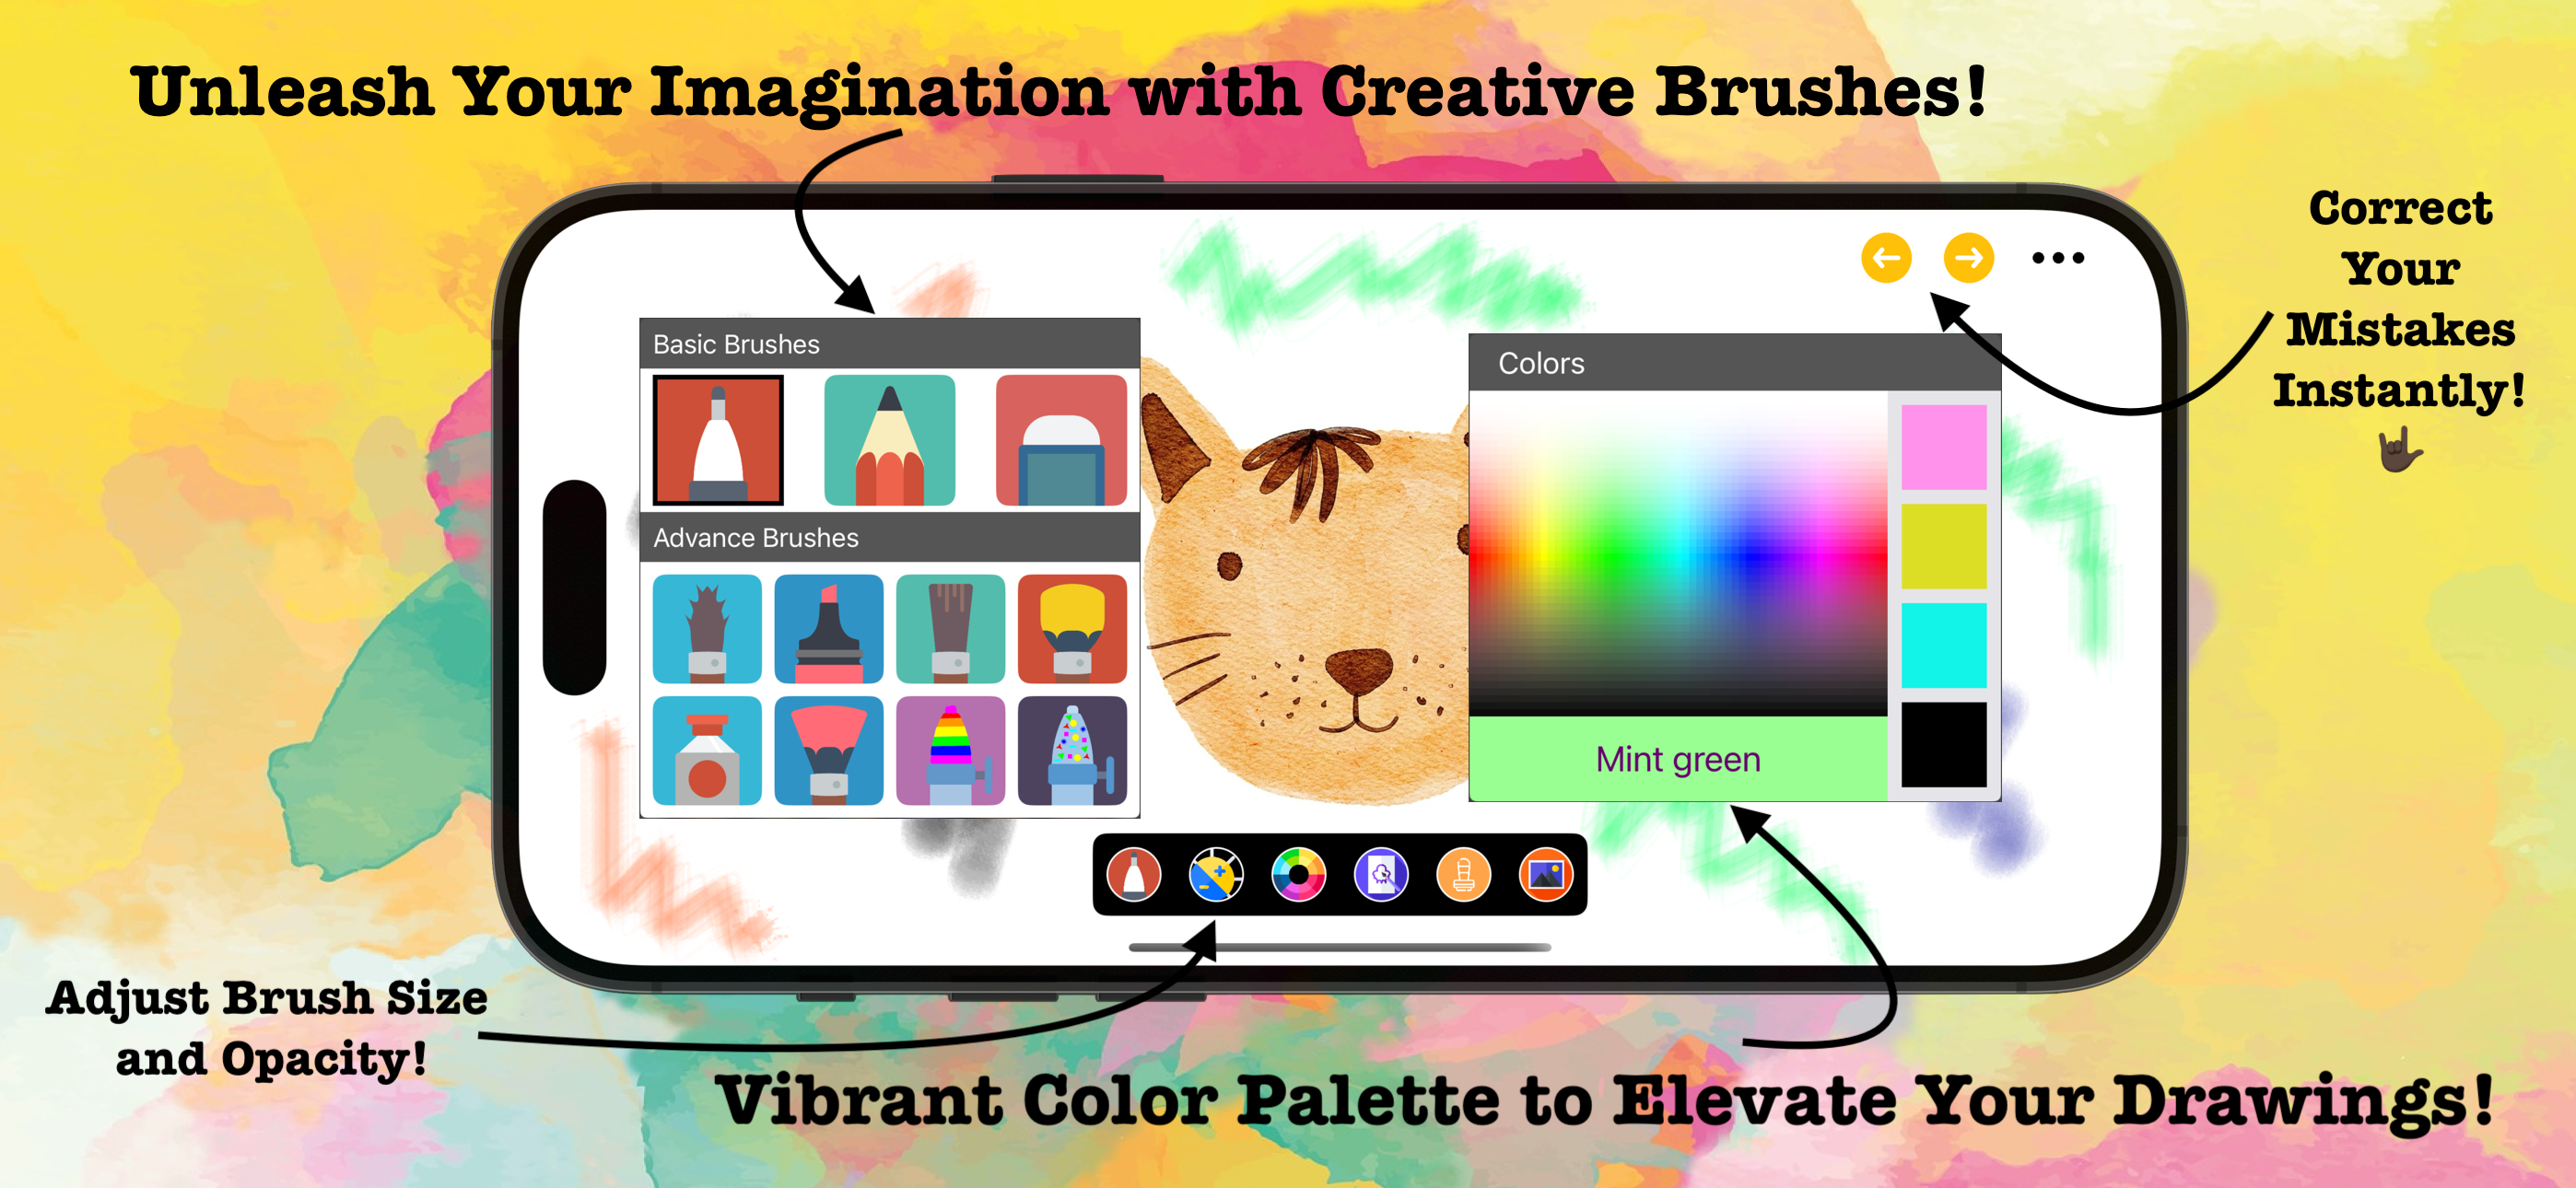 Unleash Your Imagination with Creative Brushes!
Correct
Your
Mistakes
Instantly!
Basic Brushes
Advance Brushes
Colors
Mint green
Adjust Brush Size
and Opacity!
Vibrant Color Palette to Elevate Your Drawings!